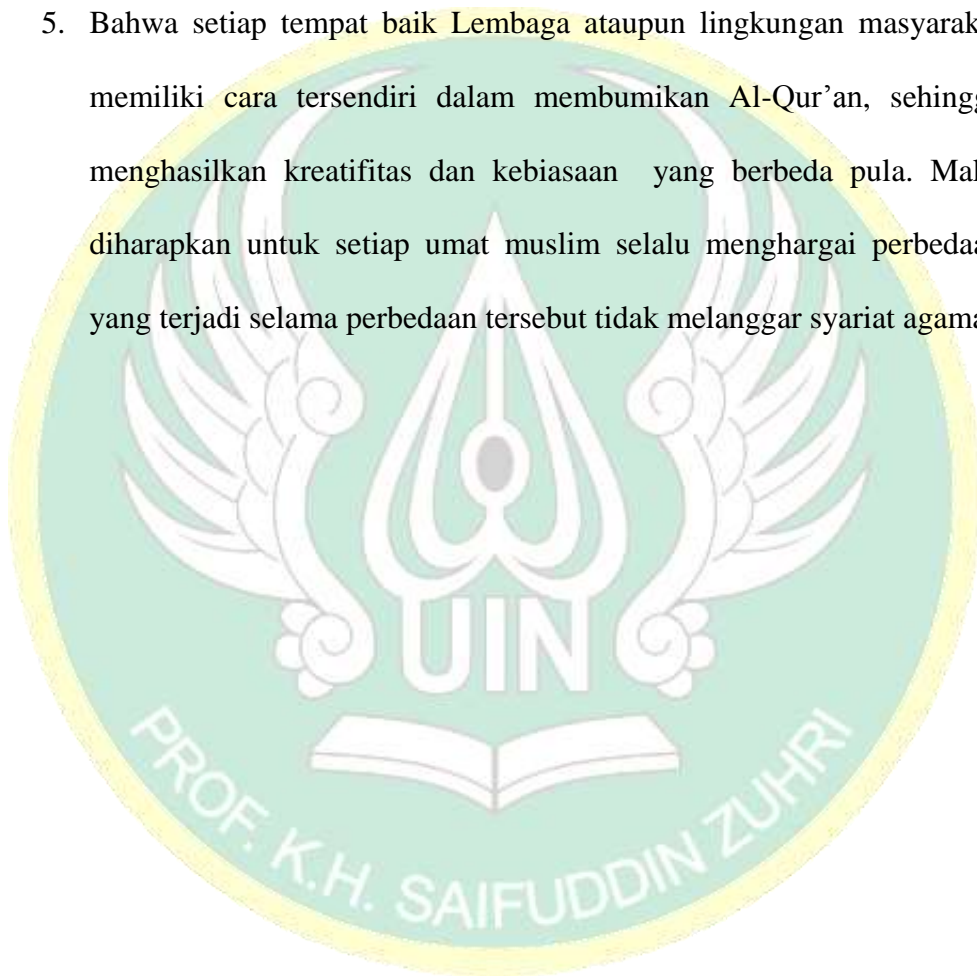 5. Bahwa setiap tempat baik Lembaga ataupun lingkungan masyarak
memiliki cara tersendiri dalam membumikan Al-Qur’an, sehingg
menghasilkan kreatifitas dan kebiasaan yang berbeda pula. Mak
diharapkan untuk setiap umat muslim selalu menghargai perbedaa
yang terjadi selama perbedaan tersebut tidak melanggar syariat agama
UIN
PROF. K.H. SAIFUDDIN ZUHRI